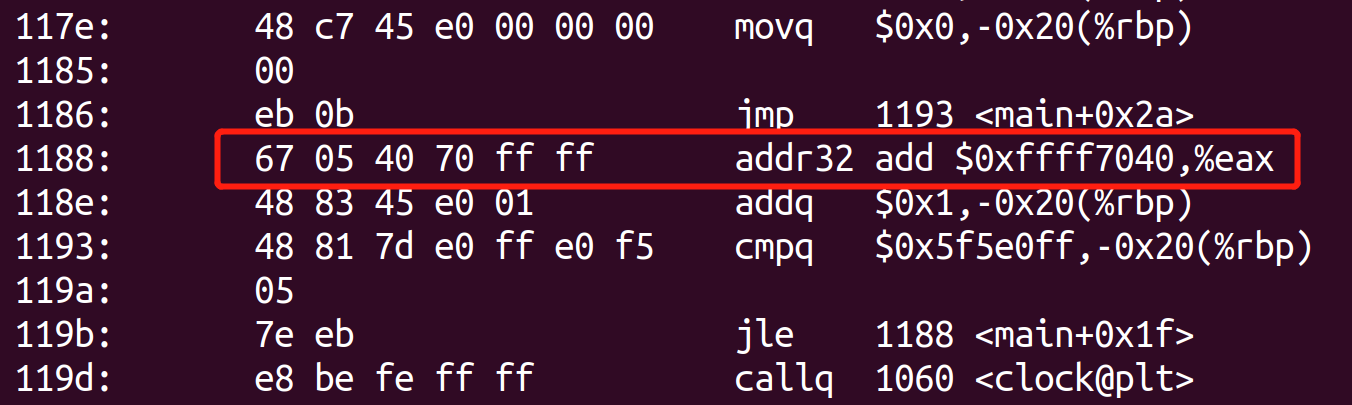 117e: 48 c7 45 e0 00 00 00 movq $0x0,-0x20(%rbp)
1185: 00
1186: eb 0b jmp 1193 <main+0x2a>
1188: 67 05 40 70 ff ff addr32 add $0xffff7040,%eax
118e: 48 83 45 e0 01 addq $0x1,-0x20(%rbp)
1193: 48 81 7d e0 ff e0 f5 cmpq $0x5f5e0ff,-0x20(%rbp)
119a: 05
119b: 7e eb jle 1188 <main+0x1f>
119d: e8 be fe ff ff callq 1060 <clock@plt>